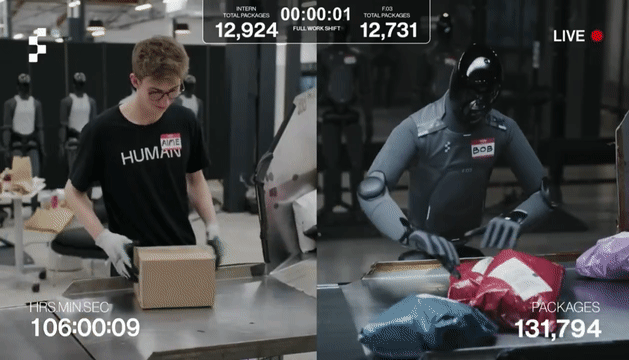 INTERN
TOTAL PACKAGES
12,924
00:00:01
FULL WORK SHIFT
F.03
TOTAL PACKAGES
12,731
LIVE
HUMAN
BOB
HRS.MIN.SEC
106:00:09
PACKAGES
131,794